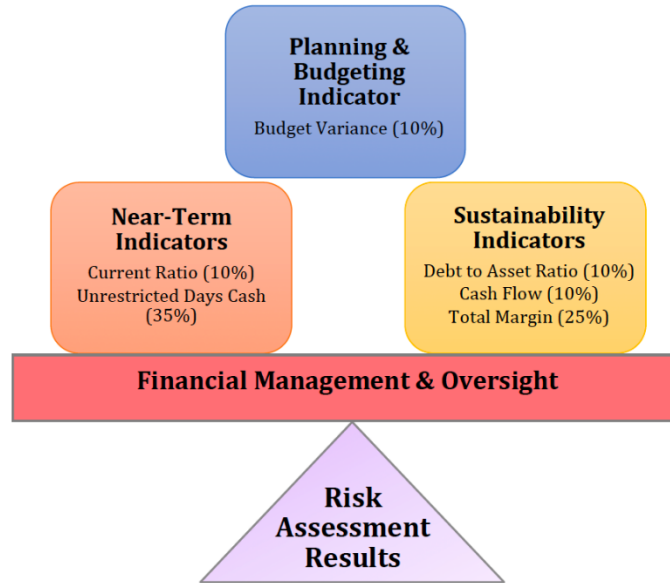 Planning &
Budgeting
Indicator
Budget Variance (10%)
Near-Term
Indicators
Current Ratio (10%)
Unrestricted Days Cash
(35%)
Sustainability
Indicators
Debt to Asset Ratio (10%)
Cash Flow (10%)
Total Margin (25%)
Financial Management & Oversight
Risk
Assessment
Results